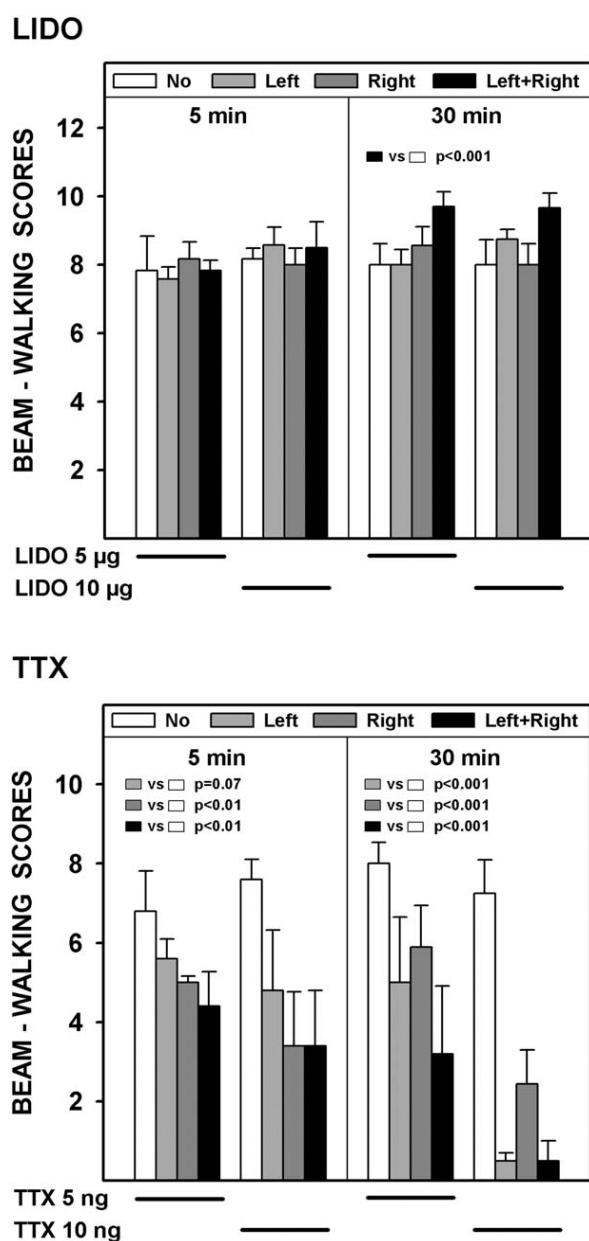 LIDO
No Left Right Left+Right
5 min 30 min
vs p<0.001
12
10
8
6
4
2
BEAM - WALKING SCORES
LIDO 5 µg
LIDO 10 µg
TTX
No Left Right Left+Right
5 min 30 min
vs p=0.07 vs p<0.001
vs p<0.01 vs p<0.001
vs p<0.01 vs p<0.001
10
8
6
4
2
BEAM - WALKING SCORES
TTX 5 ng
TTX 10 ng